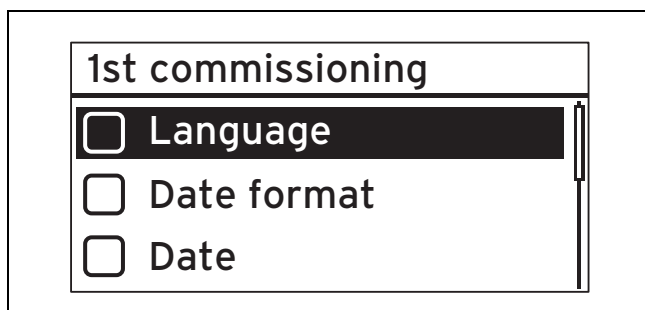 1st commissioning
Language
Date format
Date